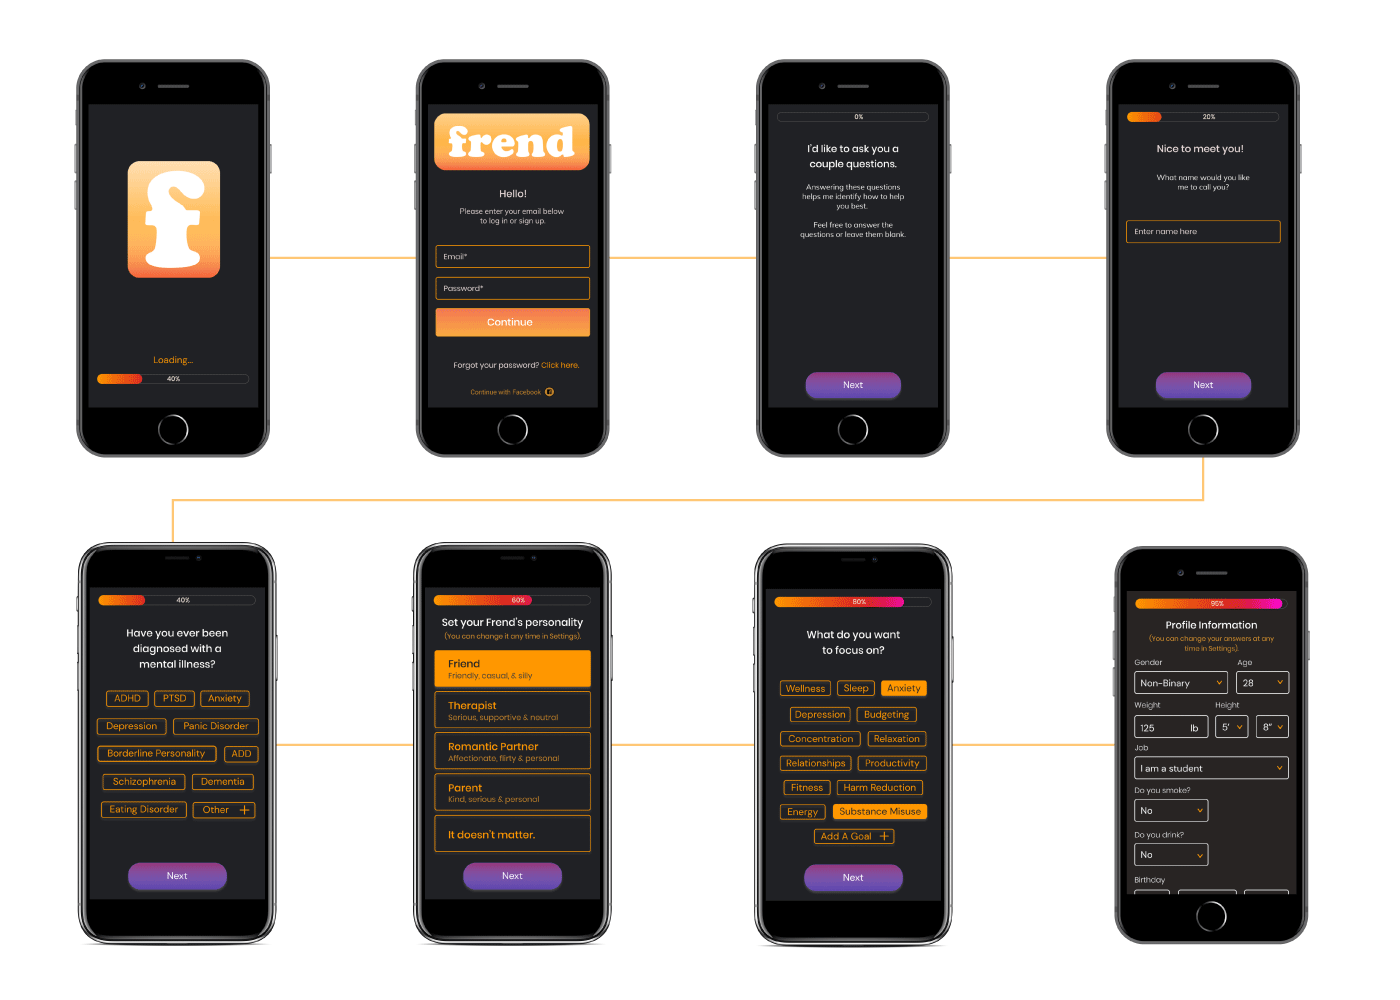 f
Loading...
40%
frend
Hello!
Please enter your email below
to log in or sign up.
Email*
Password*
Continue
Forgot your password? Click here.
Continue with Facebook
0%
I'd like to ask you a
couple questions.
Answering these questions
helps me identify how to help
you best.
Feel free to answer the
questions or leave them blank.
Next
20%
Nice to meet you!
What name would you like
me to call you?
Enter name here
Next
40%
Have you ever been
diagnosed with a
mental illness?
ADHD PTSD Anxiety
Depression Panic Disorder
Borderline Personality ADD
Schizophrenia Dementia
Eating Disorder Other +
Next
60%
Set your Frend's personality
(You can change it any time in Settings).
Friend
Friendly, casual, & silly
Therapist
Serious, supportive & neutral
Romantic Partner
Affectionate, flirty & personal
Parent
Kind, serious & personal
It doesn't matter.
Next
80%
What do you want
to focus on?
Wellness Sleep Anxiety
Depression Budgeting
Concentration Relaxation
Relationships Productivity
Fitness Harm Reduction
Energy Substance Misuse
Add A Goal +
Next
95%
Profile Information
(You can change your answers at any
time in Settings).
Gender Age
Non-Binary 28
Weight Height
125 lb 5' 8"
Job
I am a student
Do you smoke?
No
Do you drink?
No
Birthday